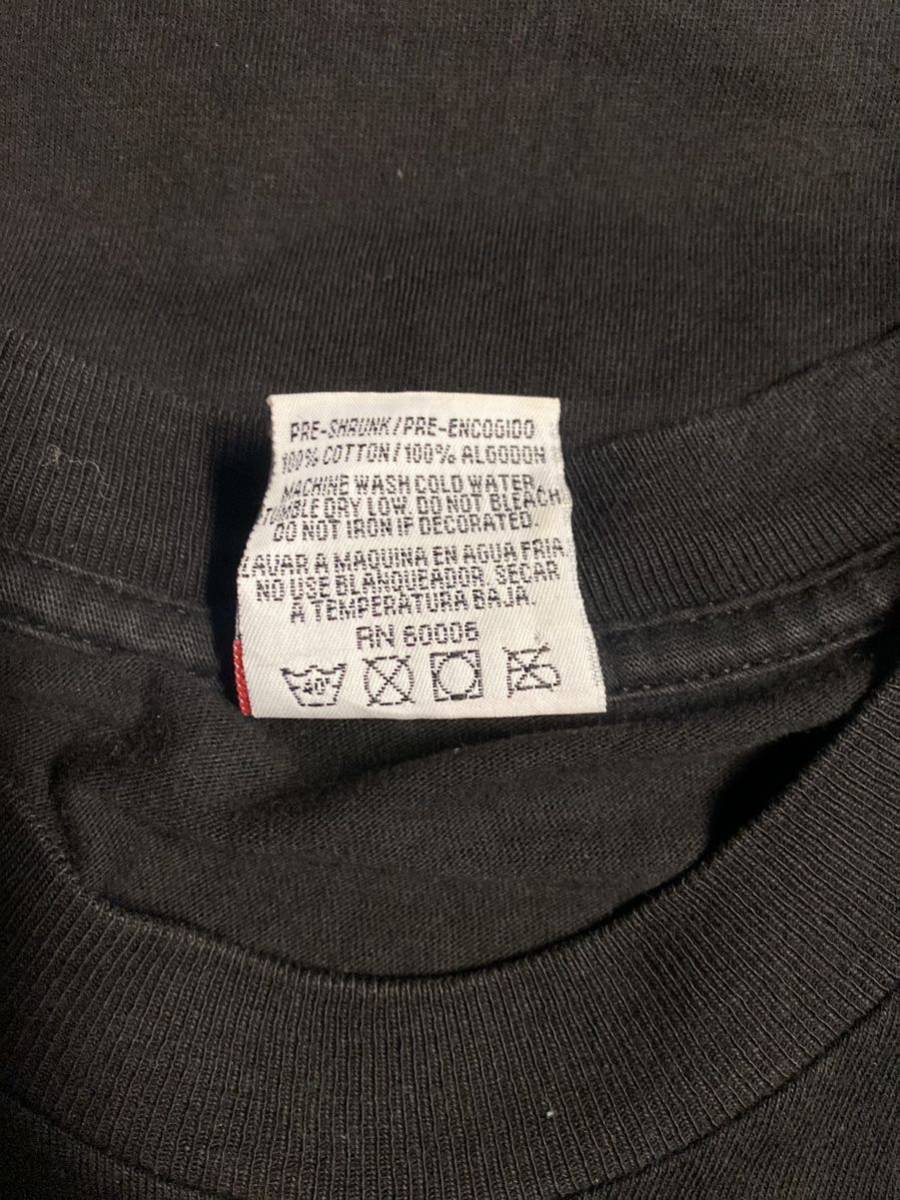 PRE-SHRUNK/PRE-ENCOGIDO
100% COTTON/100% ALGODON
MACHINE WASH COLD WATER.
TUMBLE DRY LOW. DO NOT BLEACH
DO NOT IRON IF DECORATED.
LAVAR A MAQUINA EN AGUA FRIA.
NO USE BLANQUEADOR. SECAR
A TEMPERATURA BAJA.
RN 60006
40°